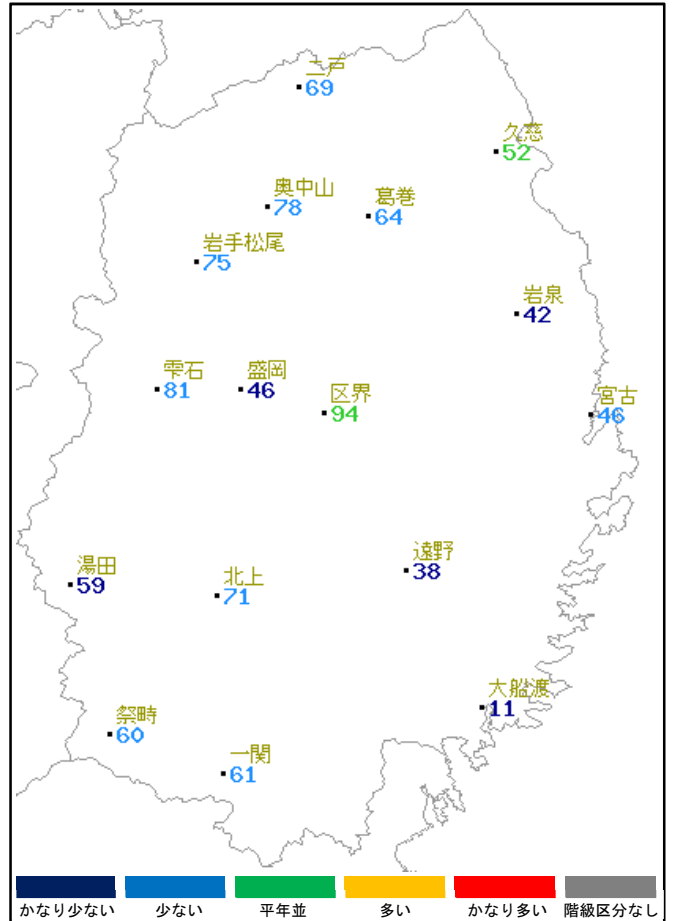 二戸
69
久慈
52
奥中山
78
葛巻
64
岩手松尾
75
岩泉
42
雫石
81
盛岡
46
区界
94
宮古
46
湯田
59
北上
71
遠野
38
大船渡
11
祭畤
60
一関
61
かなり少ない 少ない 平年並 多い かなり多い 階級区分なし